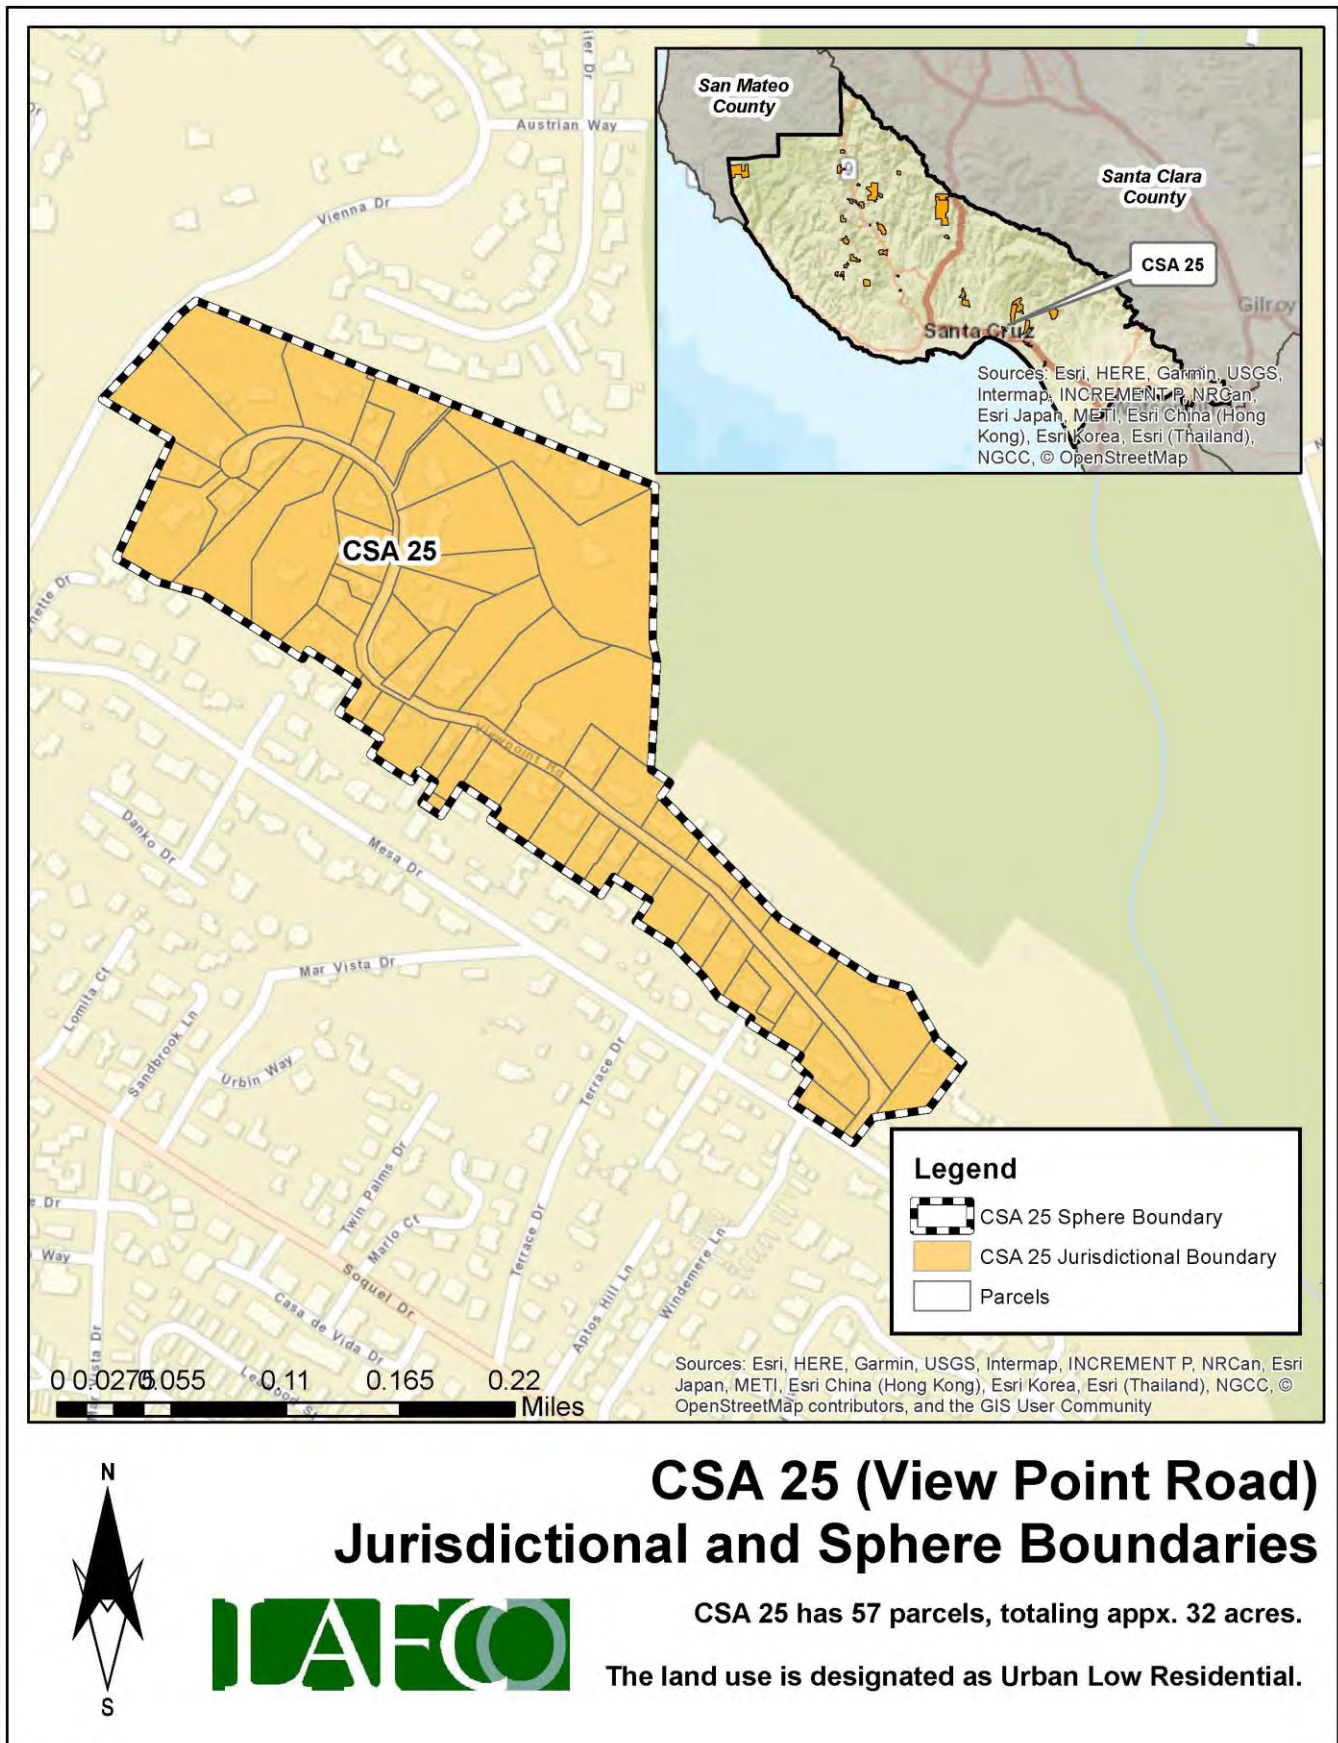 Austrian Way
Vienna Dr
San Mateo
County
9
Santa Clara
County
CSA 25
Gilroy
Santa Cruz
Sources: Esri, HERE, Garmin, USGS,
Intermap, INCREMENT P, NRCan,
Esri Japan, METI, Esri China (Hong
Kong), Esri Korea, Esri (Thailand),
NGCC, © OpenStreetMap
CSA 25
nette Dr
Viewpoint Rd
Danko Dr
Mesa Dr
Mar Vista Dr
Lomita Ct
Sandbrook Ln
Urbin Way
Terrace Dr
Twin Palms Dr
Marlo Ct
Terrace Dr
Soquel Dr
Aptos Hill Ln
Windemere Ln
Casa de Vida Dr
e Dr
Way
Legend
CSA 25 Sphere Boundary
CSA 25 Jurisdictional Boundary
Parcels
0 0.0275 0.055 0.11 0.165 0.22
Miles
Sources: Esri, HERE, Garmin, USGS, Intermap, INCREMENT P, NRCan, Esri
Japan, METI, Esri China (Hong Kong), Esri Korea, Esri (Thailand), NGCC, ©
OpenStreetMap contributors, and the GIS User Community
N
S
CSA 25 (View Point Road)
Jurisdictional and Sphere Boundaries
LAFCO
CSA 25 has 57 parcels, totaling appx. 32 acres.
The land use is designated as Urban Low Residential.